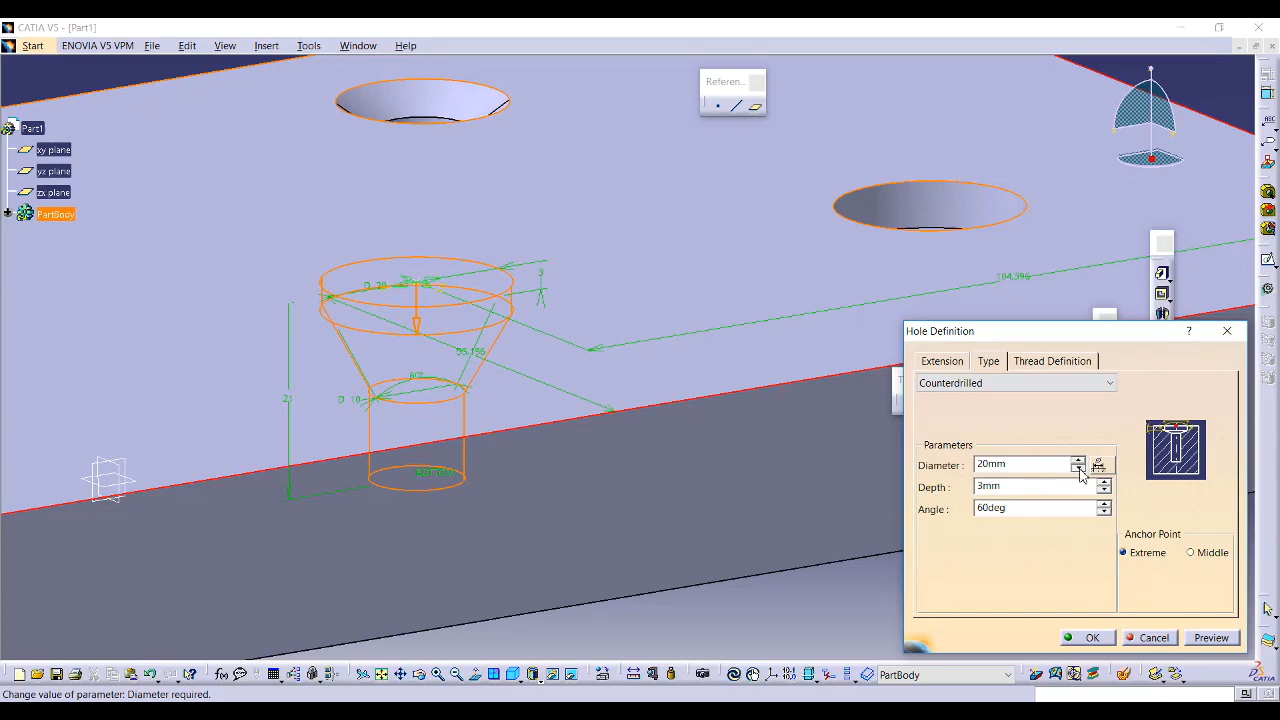 CATIA V5 - [Part1]
Start
ENOVIA V5 VPM
File
Edit
View
Insert
Tools
Window
Help
Referen...
Part1
xy plane
yz plane
zx plane
PartBody
D 20
3
104,396
55,196
60°
D 10
21
BOTTOM
Hole Definition
?
Extension
Type
Thread Definition
Counterdrilled
Parameters
Diameter :
20mm
Depth :
3mm
Angle :
60deg
Anchor Point
Extreme
Middle
OK
Cancel
Preview
PartBody
Change value of parameter: Diameter required.
CATIA